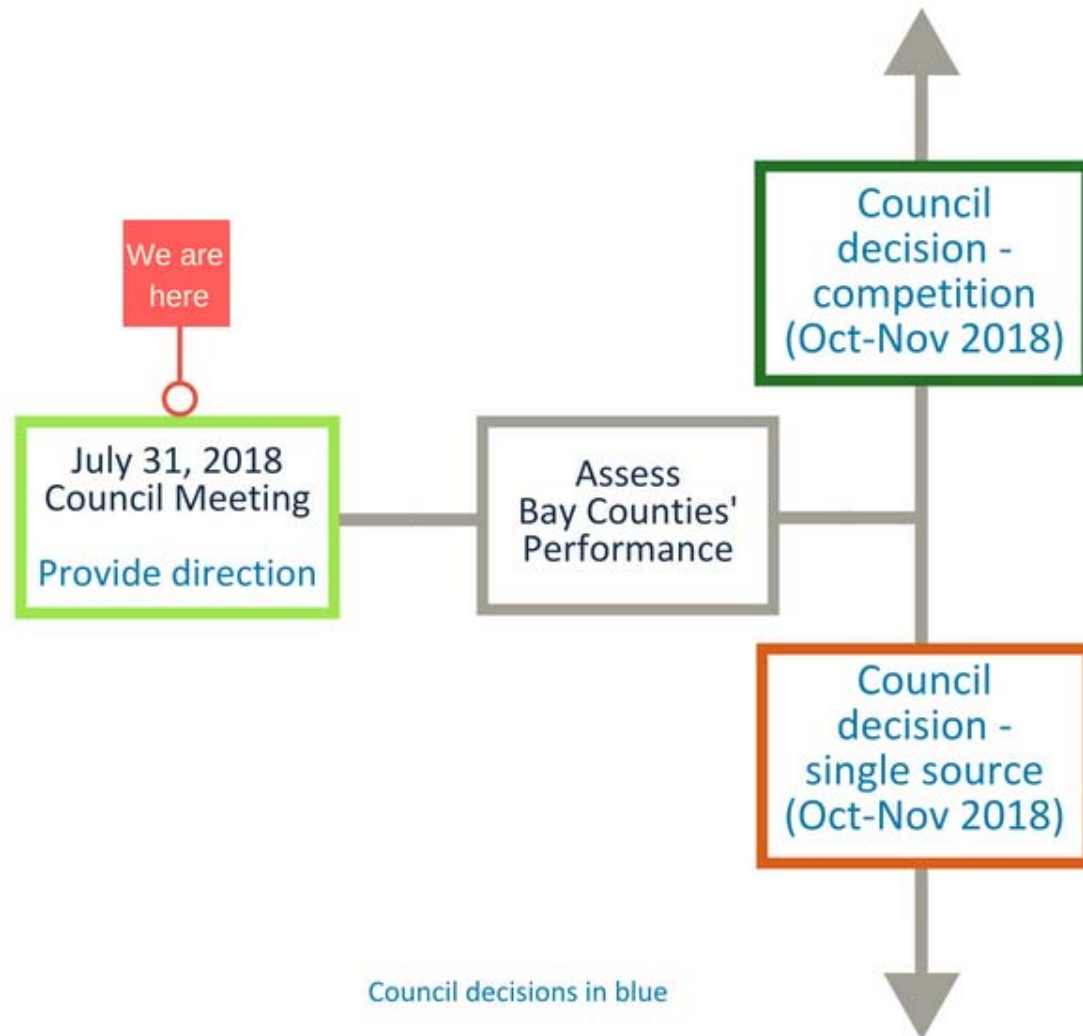 We are
here
July 31, 2018
Council Meeting
Provide direction
Assess
Bay Counties'
Performance
Council
decision -
competition
(Oct-Nov 2018)
Council
decision -
single source
(Oct-Nov 2018)
Council decisions in blue